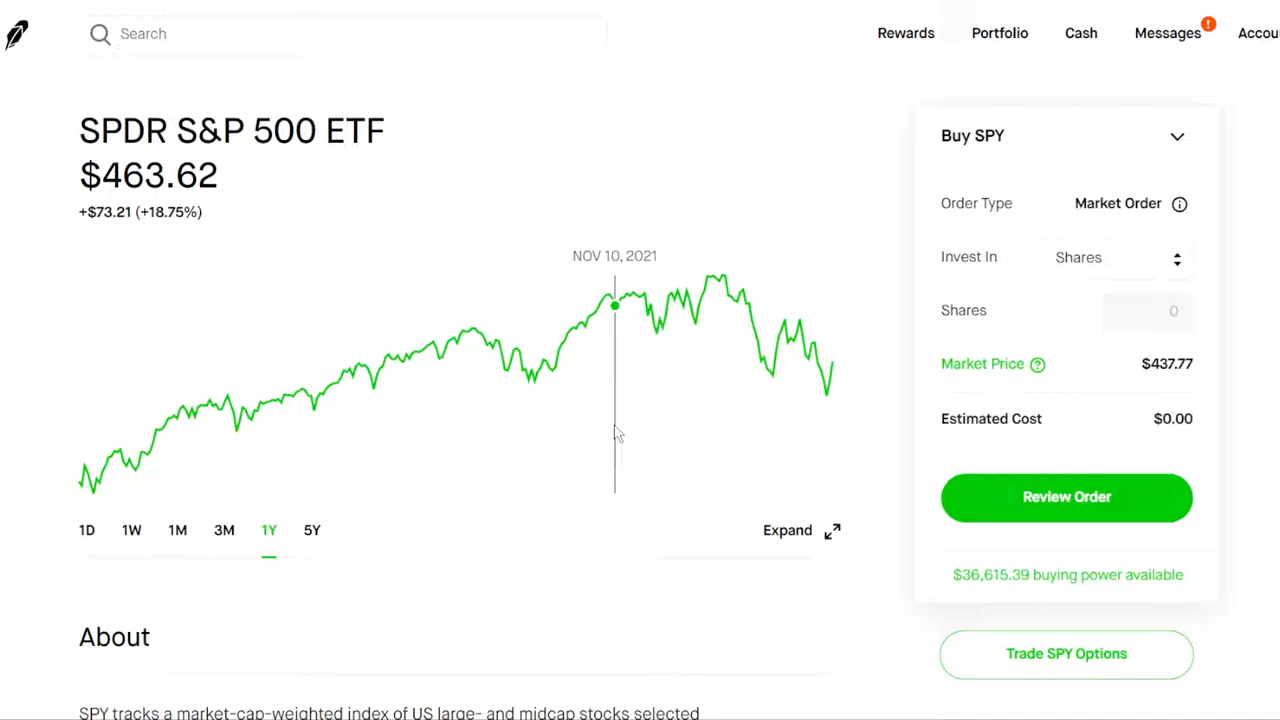 Search
Rewards Portfolio Cash Messages ! Accou
SPDR S&P 500 ETF
$463.62
+$73.21 (+18.75%)
NOV 10, 2021
1D 1W 1M 3M 1Y 5Y Expand
About
SPY tracks a market-cap-weighted index of US large- and midcap stocks selected
Buy SPY
Order Type Market Order
Invest In Shares
Shares 0
Market Price $437.77
Estimated Cost $0.00
Review Order
$36,615.39 buying power available
Trade SPY Options